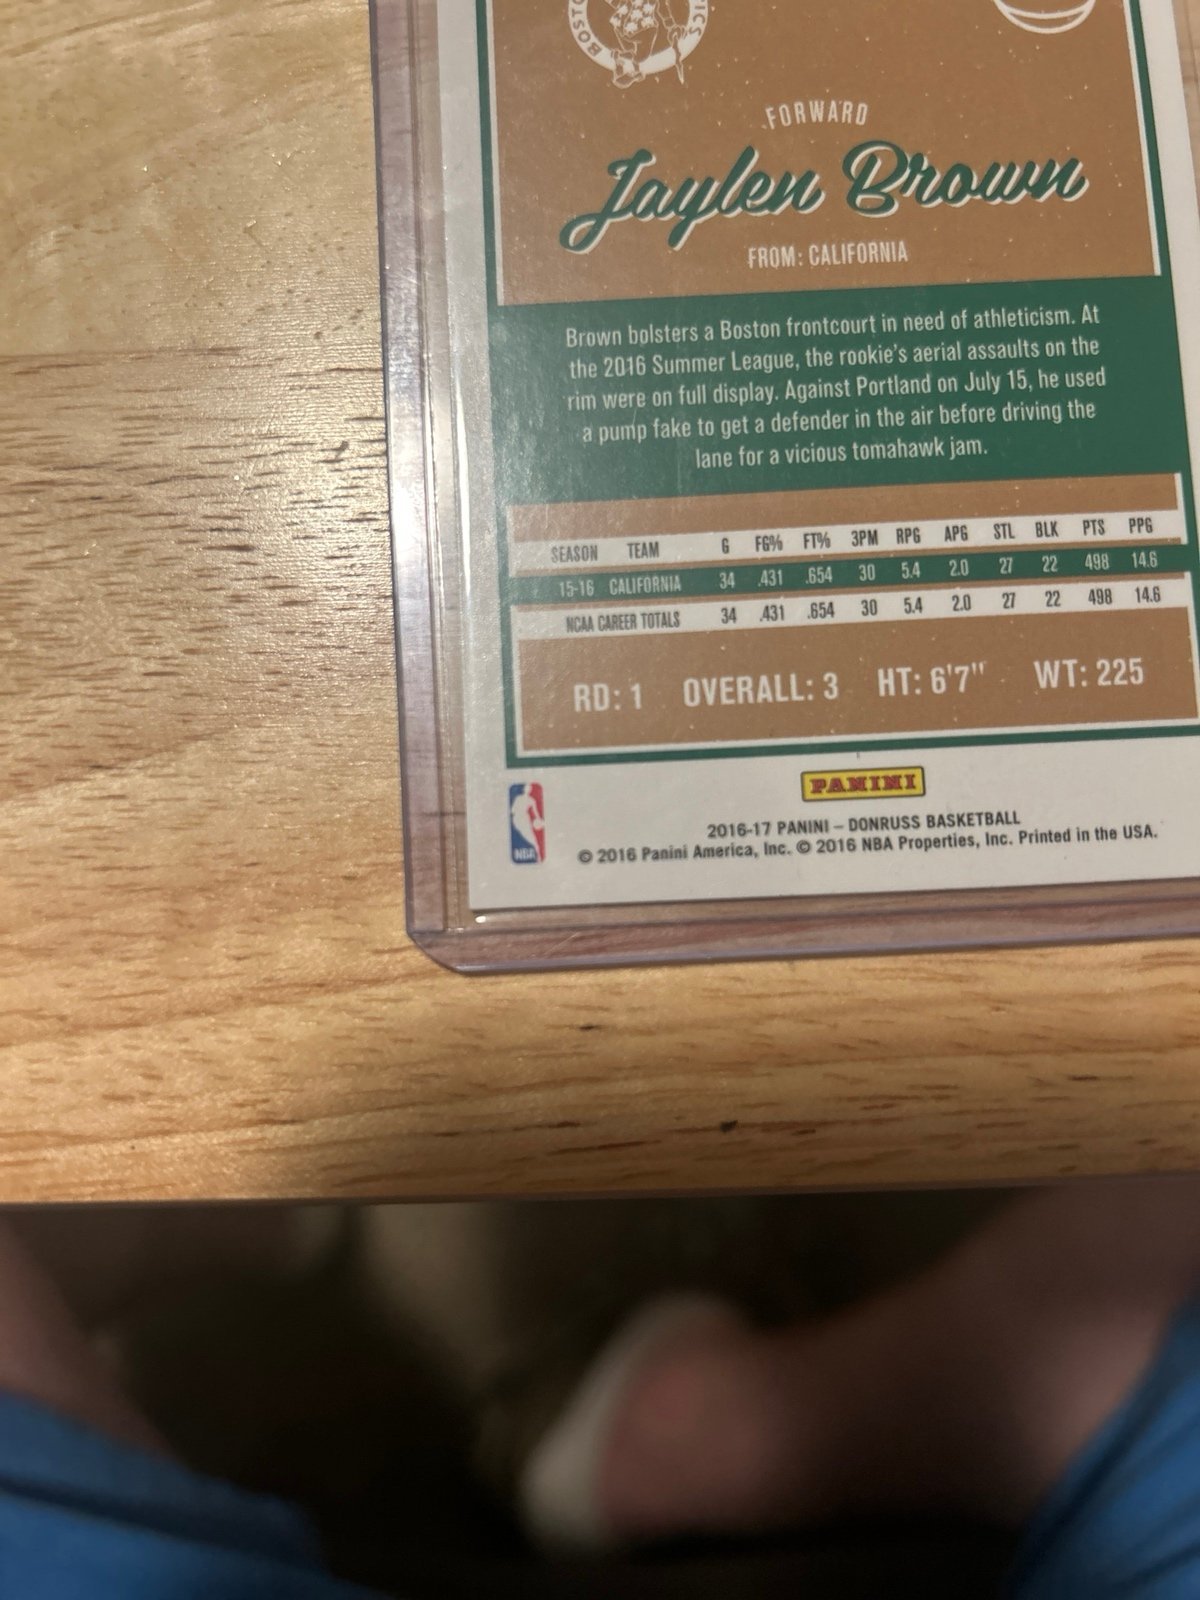 BOSTO ICS
FORWARD
Jaylen Brown
FROM: CALIFORNIA
Brown bolsters a Boston frontcourt in need of athleticism. At
the 2016 Summer League, the rookie's aerial assaults on the
rim were on full display. Against Portland on July 15, he used
a pump fake to get a defender in the air before driving the
lane for a vicious tomahawk jam.
SEASON TEAM G FG% FT% 3PM RPG APG STL BLK PTS PPG
15-16 CALIFORNIA 34 .431 .654 30 5.4 2.0 27 22 498 14.6
NCAA CAREER TOTALS 34 .431 .654 30 5.4 2.0 27 22 498 14.6
RD: 1 OVERALL: 3 HT: 6'7" WT: 225
PANINI
NBA
2016-17 PANINI – DONRUSS BASKETBALL
© 2016 Panini America, Inc. © 2016 NBA Properties, Inc. Printed in the USA.